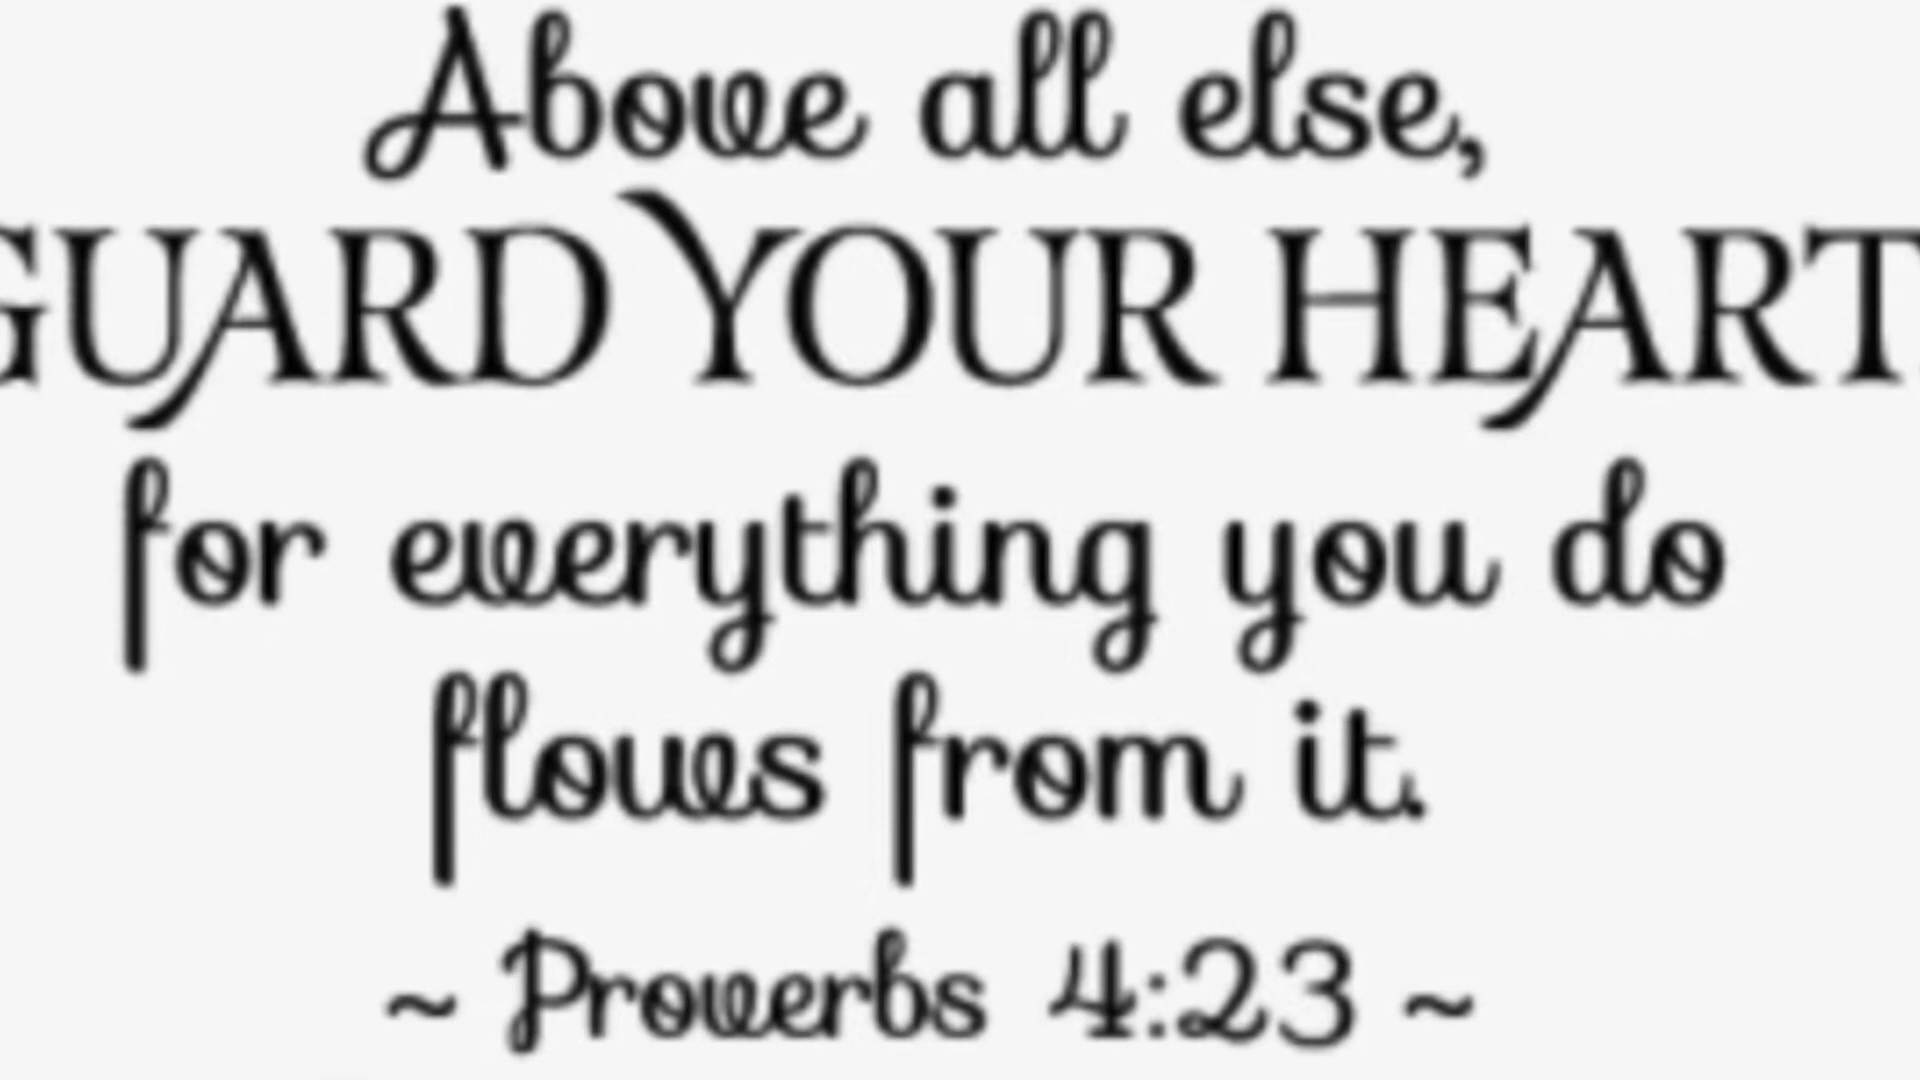 Above all else,
GUARD YOUR HEART
for everything you do
flows from it.
~ Proverbs 4:23 ~